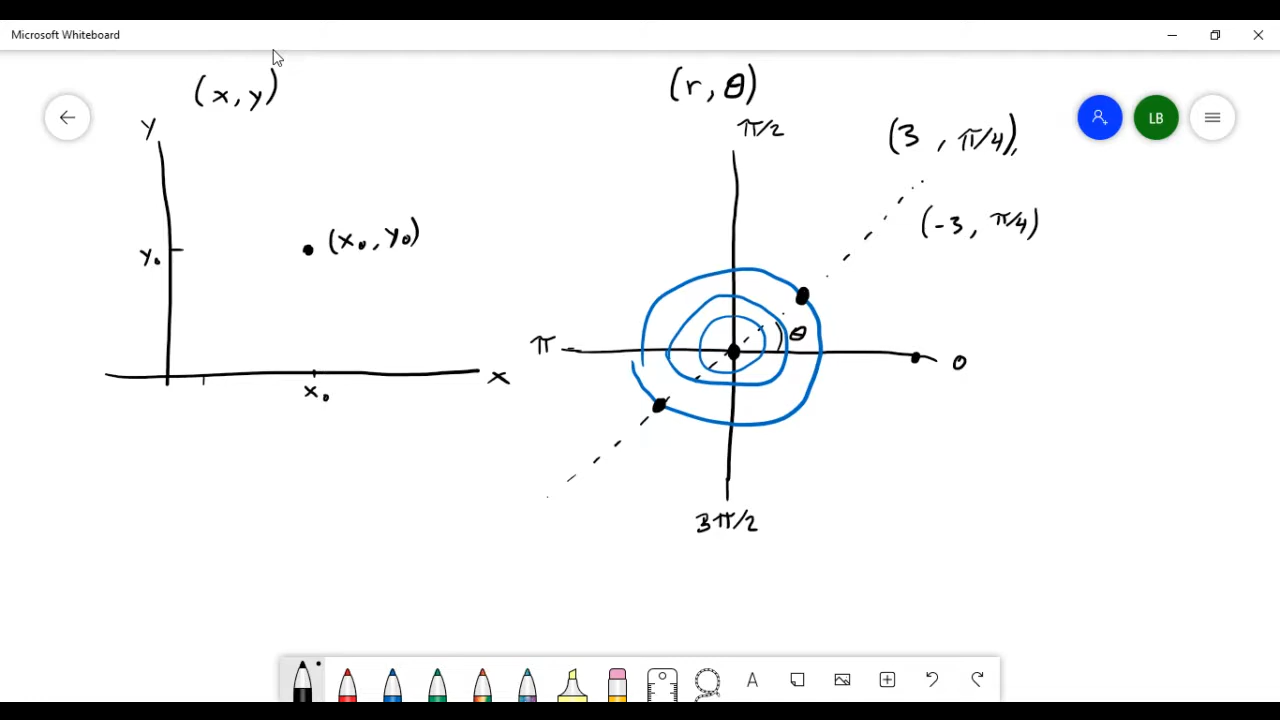 Microsoft Whiteboard
(x, y)
(r, θ)
y
π/2
(3, π/4),
LB
(x₀, y₀)
(-3, π/4)
y₀
θ
π
0
x
x₀
3π/2
A